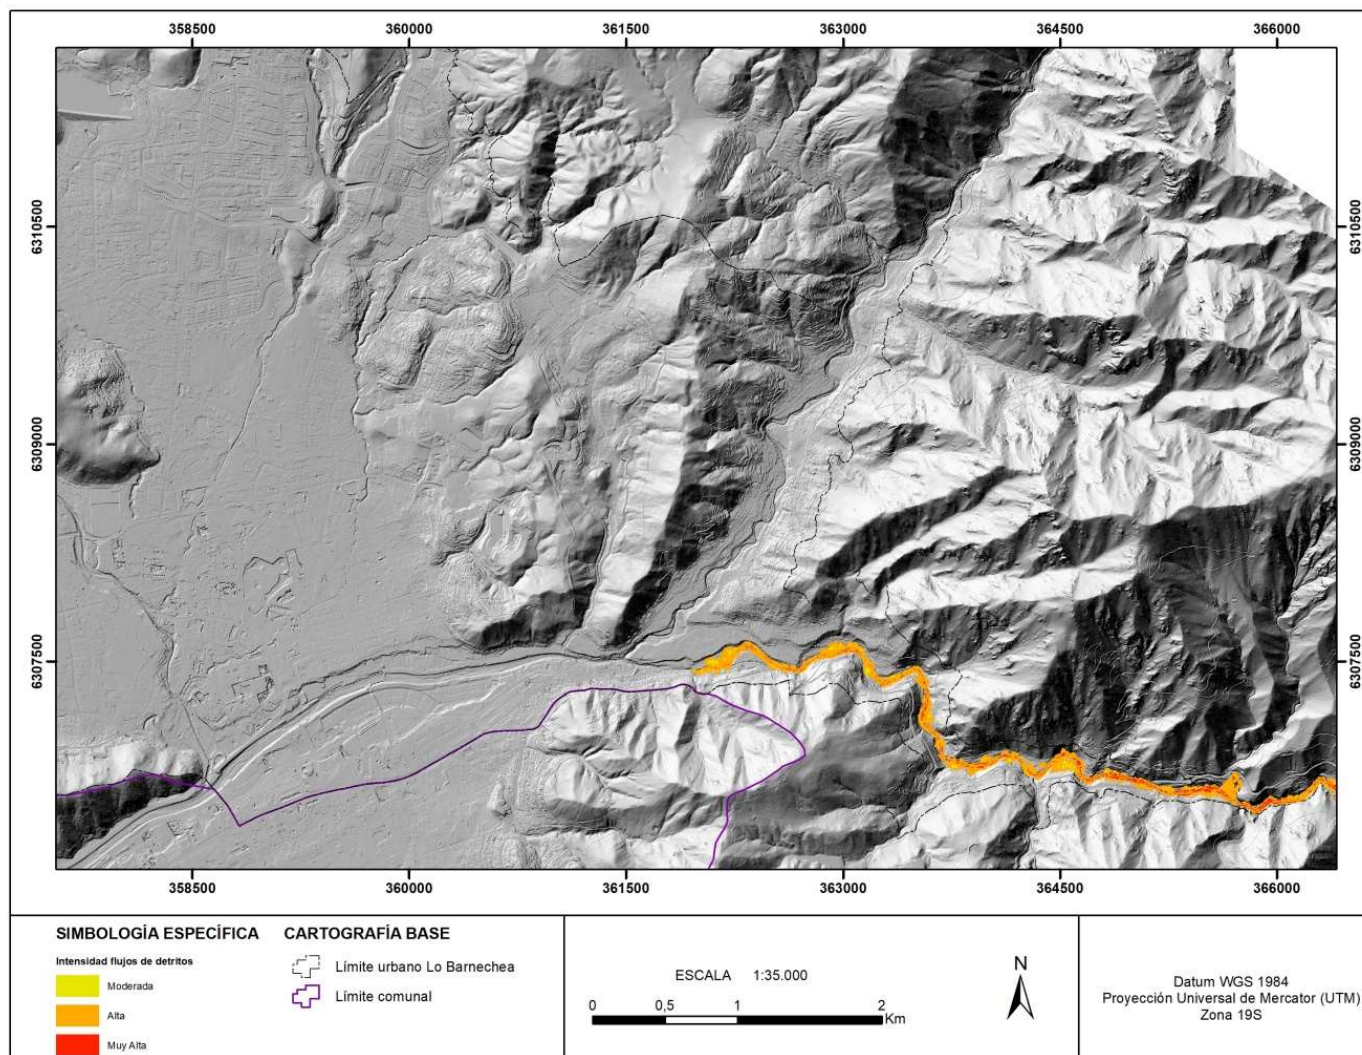 358500 360000 361500 363000 364500 366000
6310500 6310500
6309000 6309000
6307500 6307500
358500 360000 361500 363000 364500 366000
SIMBOLOGÍA ESPECÍFICA
Intensidad flujos de detritos
Moderada
Alta
Muy Alta
CARTOGRAFÍA BASE
Límite urbano Lo Barnechea
Límite comunal
ESCALA 1:35.000
0 0,5 1 2
Km
N
Datum WGS 1984
Proyección Universal de Mercator (UTM)
Zona 19S